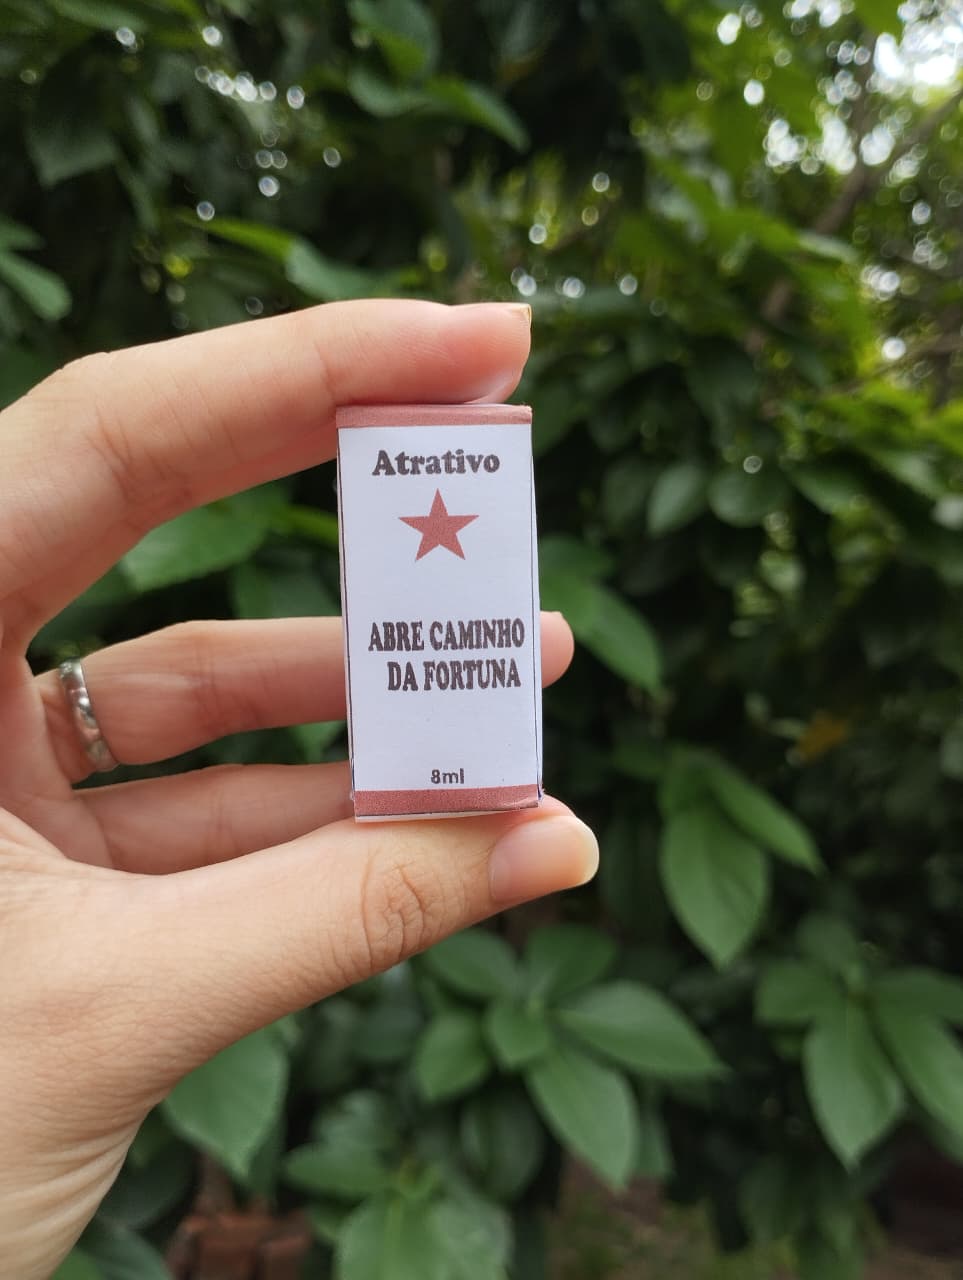 Atrativo
ABRE CAMINHO
DA FORTUNA
8ml